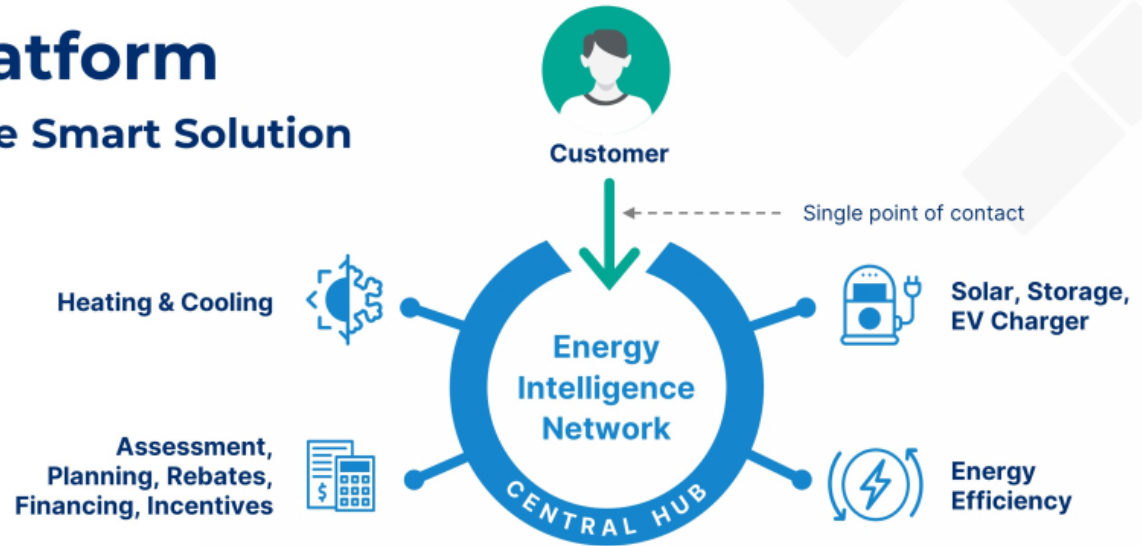 atform
e Smart Solution
Customer
Single point of contact
Heating & Cooling
Solar, Storage,
EV Charger
Energy
Intelligence
Network
CENTRAL HUB
Assessment,
Planning, Rebates,
Financing, Incentives
$
Energy
Efficiency